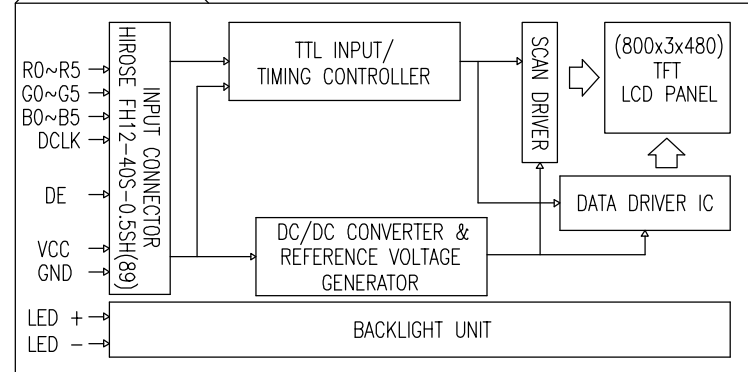 R0~R5
G0~G5
B0~B5
DCLK
DE
VCC
GND
LED +
LED -
INPUT CONNECTOR
HIROSE FH12-40S-0.5SH(89)
TTL INPUT/
TIMING CONTROLLER
SCAN DRIVER
(800x3x480)
TFT
LCD PANEL
DATA DRIVER IC
DC/DC CONVERTER &
REFERENCE VOLTAGE
GENERATOR
BACKLIGHT UNIT